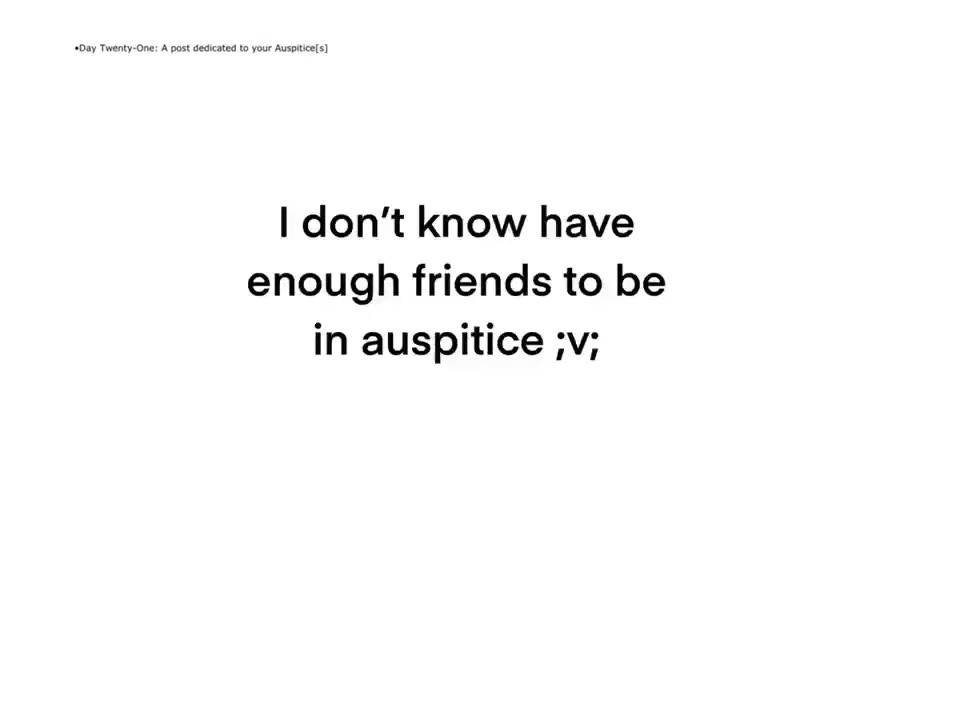 •Day Twenty-One: A post dedicated to your Auspitice[s]
I don't know have
enough friends to be
in auspitice ;v;